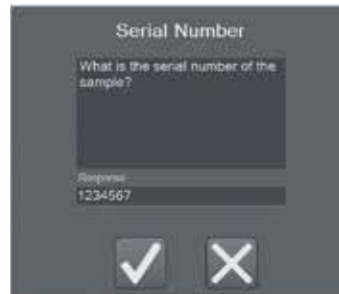 Serial Number
What is the serial number of the
sample?
Response
1234567